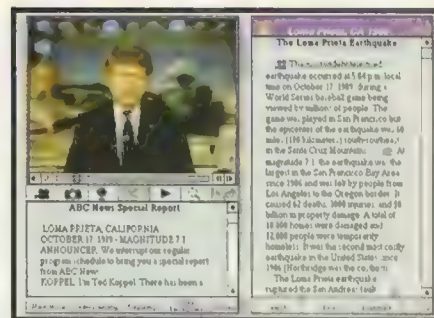 Loma Prieta, CA 1989
The Loma Prieta Earthquake
earthquake occurred at 5:04 p.m. local
time on October 17 1989 during a
World Series baseball game being
viewed by millions of people. The
game was played in San Francisco but
the epicenter of the earthquake was 60
miles (100 kilometers) south-southeast
in the Santa Cruz Mountains. At
magnitude 7.1 the earthquake was the
largest in the San Francisco Bay Area
since 1906 and was felt by people from
Los Angeles to the Oregon border. It
caused 62 deaths, 3000 injuries and
billion in property damage. A total of
homes were damaged and
12,000 people were temporarily
homeless. It was the second most costly
earthquake in the United States since
1906 (Northridge was the costliest).
The Loma Prieta earthquake
ruptured the San Andreas fault
ABC News Special Report
LOMA PRIETA, CALIFORNIA
OCTOBER 17 1989 - MAGNITUDE 7.1
ANNOUNCER: We interrupt our regular
program schedule to bring you a special report
from ABC News
KOPPEL: I'm Ted Koppel. There has been a